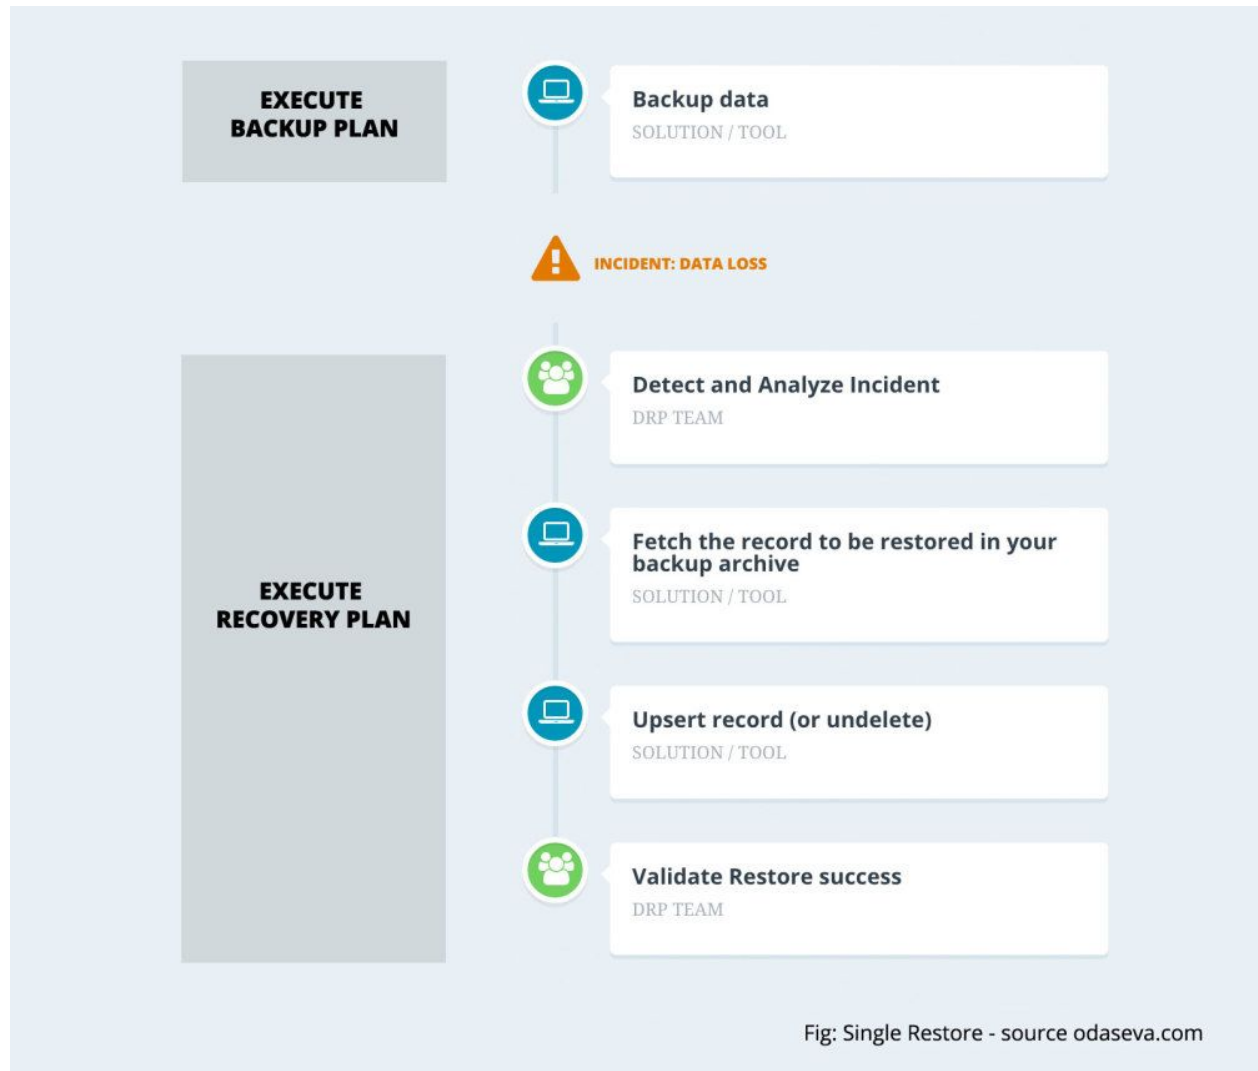 EXECUTE
BACKUP PLAN
Backup data
SOLUTION / TOOL
INCIDENT: DATA LOSS
Detect and Analyze Incident
DRP TEAM
Fetch the record to be restored in your
backup archive
SOLUTION / TOOL
EXECUTE
RECOVERY PLAN
Upsert record (or undelete)
SOLUTION / TOOL
Validate Restore success
DRP TEAM
Fig: Single Restore - source odaseva.com